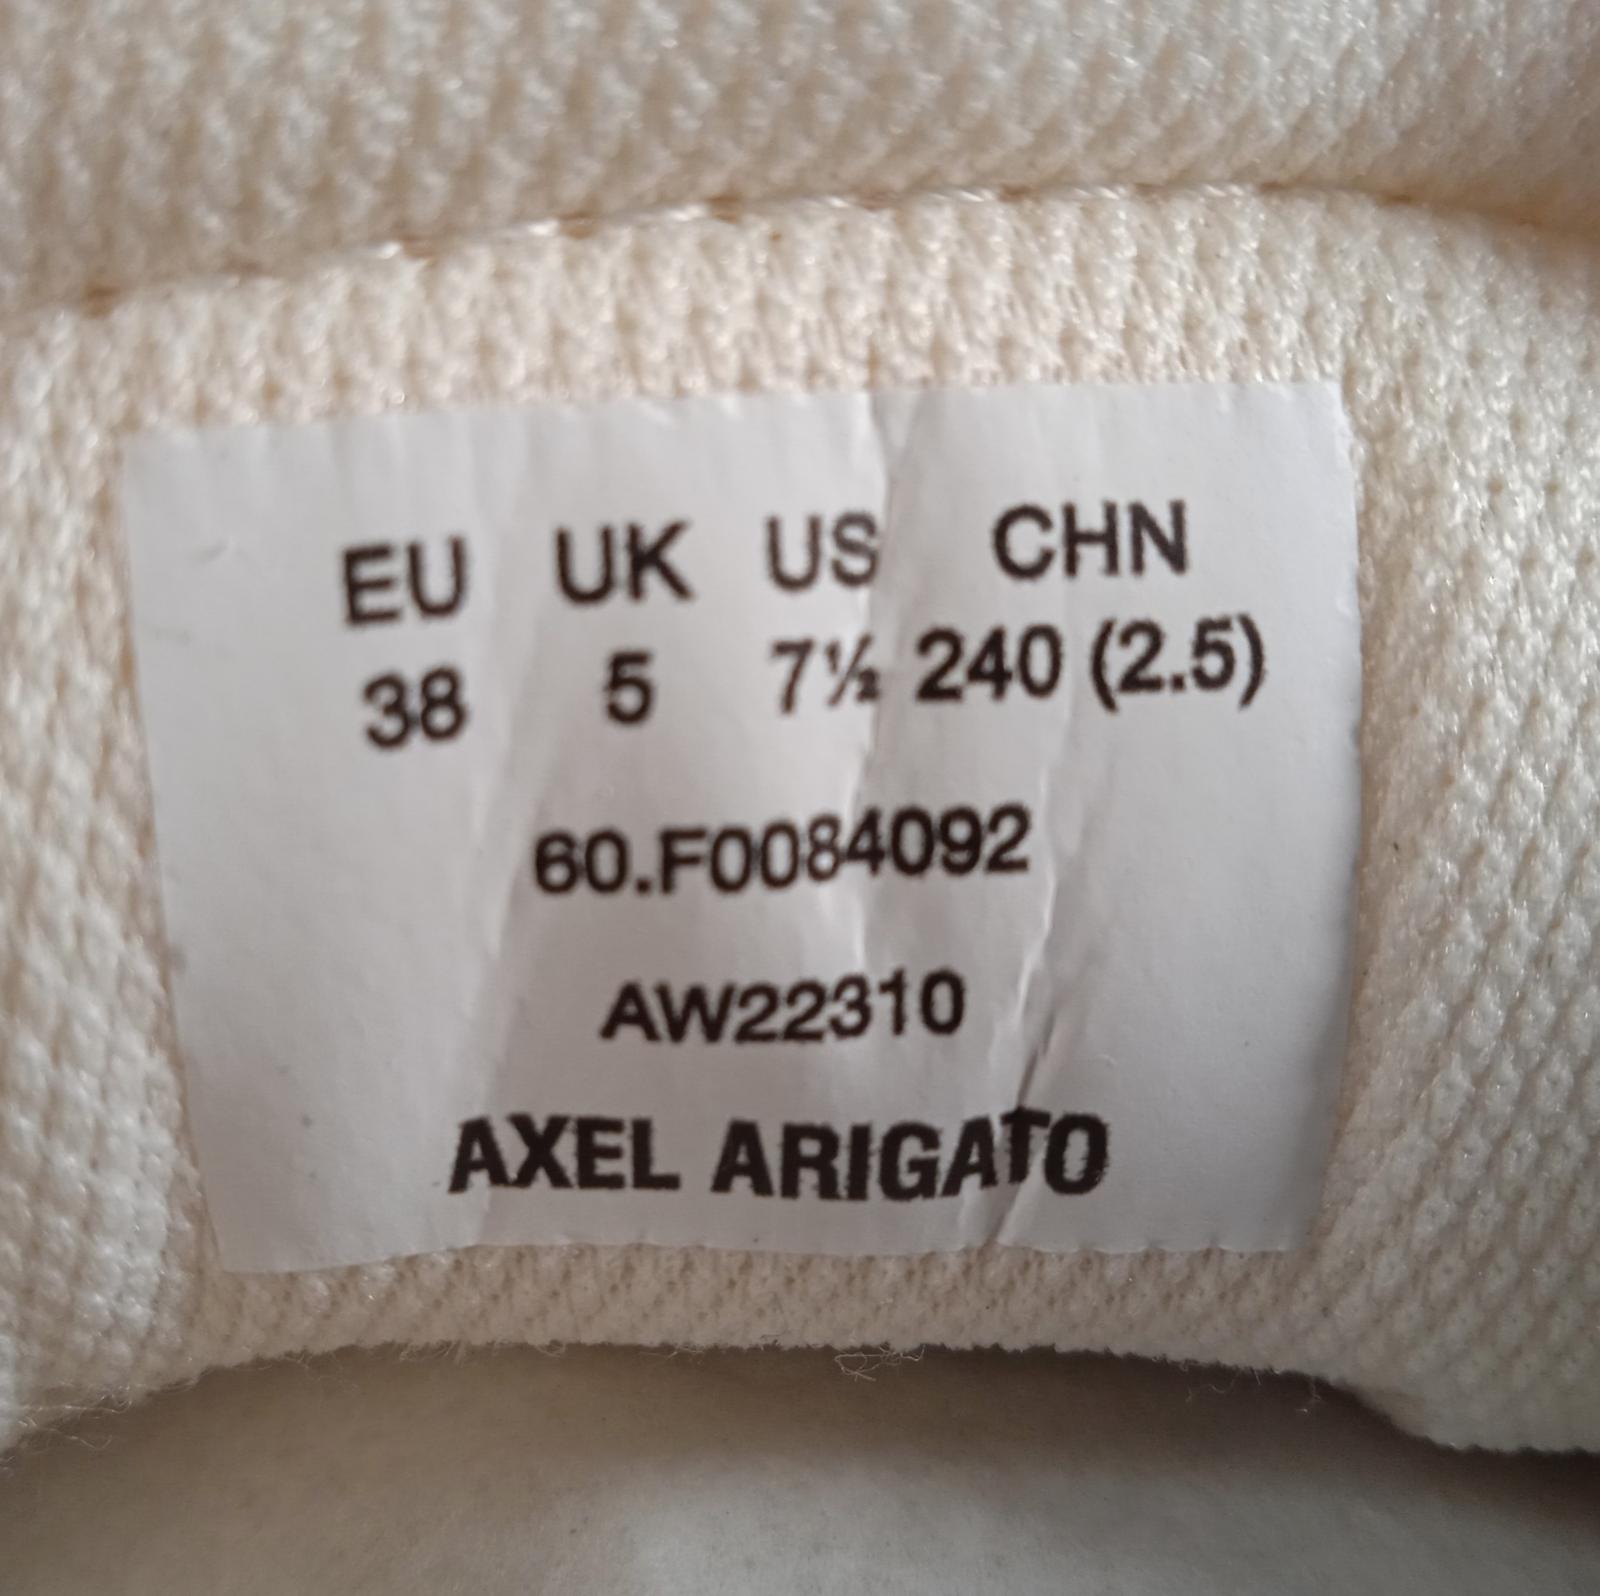 EU UK US CHN
38 5 7½ 240 (2.5)
60.F0084092
AW22310
AXEL ARIGATO